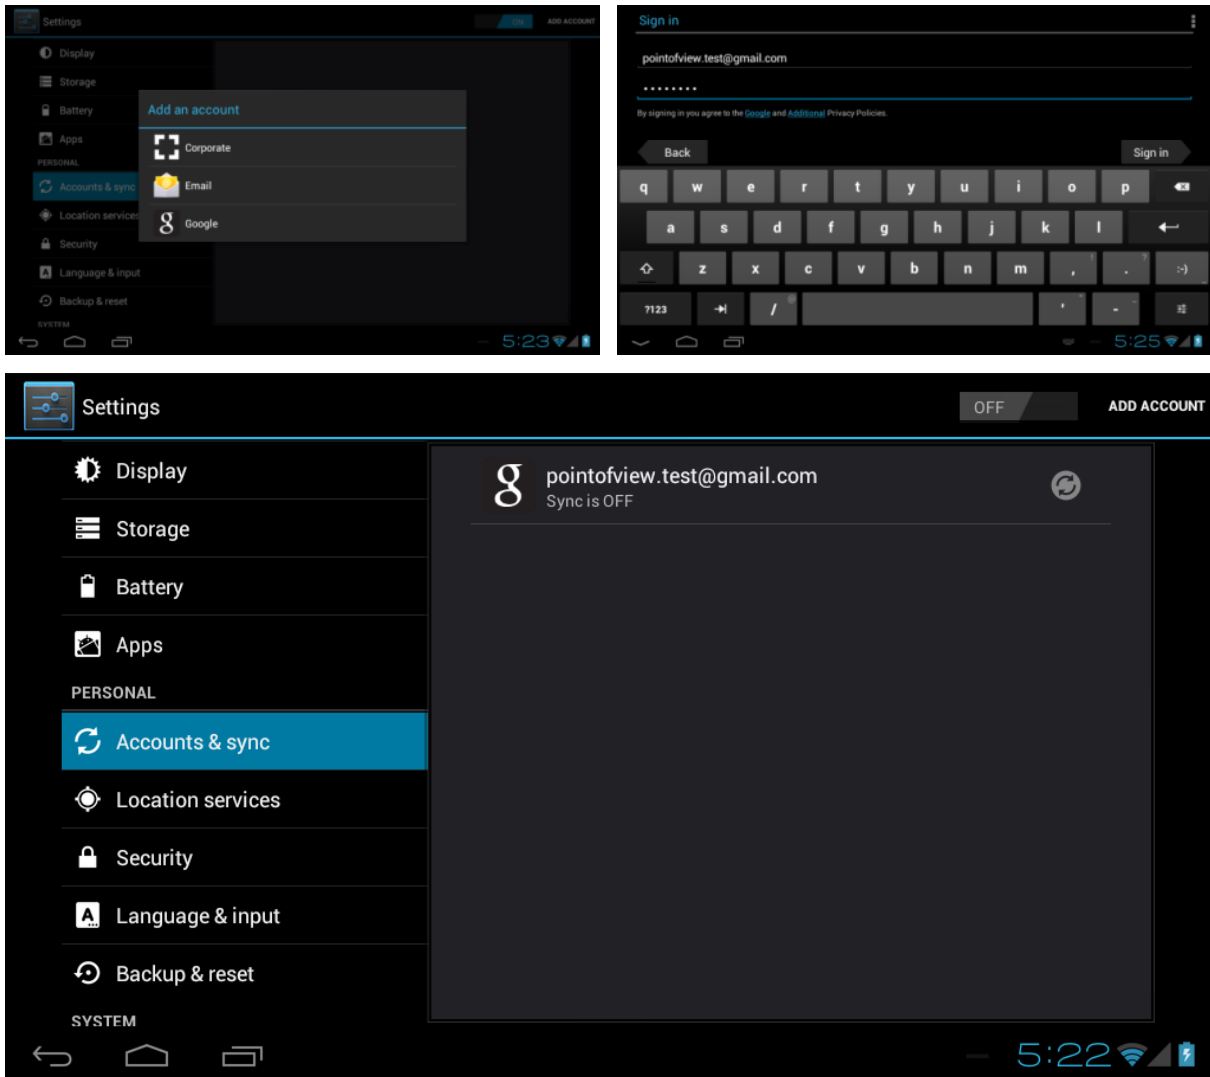 Settings
ON
ADD ACCOUNT
Display
Storage
Battery
Apps
PERSONAL
Accounts & sync
Location services
Security
Language & input
Backup & reset
SYSTEM
Add an account
Corporate
Email
g Google
5:23
Sign in
pointofview.test@gmail.com
••••••••
By signing in you agree to the Google and Additional Privacy Policies.
Back
Sign in
q w e r t y u i o p
a s d f g h j k l
z x c v b n m , ! . ? :-)
?123 / @ ' " - _
5:25
Settings
OFF
ADD ACCOUNT
Display
Storage
Battery
Apps
PERSONAL
Accounts & sync
Location services
Security
Language & input
Backup & reset
SYSTEM
g pointofview.test@gmail.com
Sync is OFF
5:22